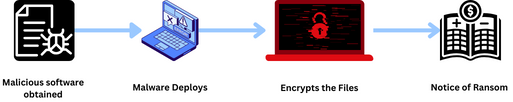 Malicious software
obtained
Malware Deploys
Encrypts the Files
Notice of Ransom